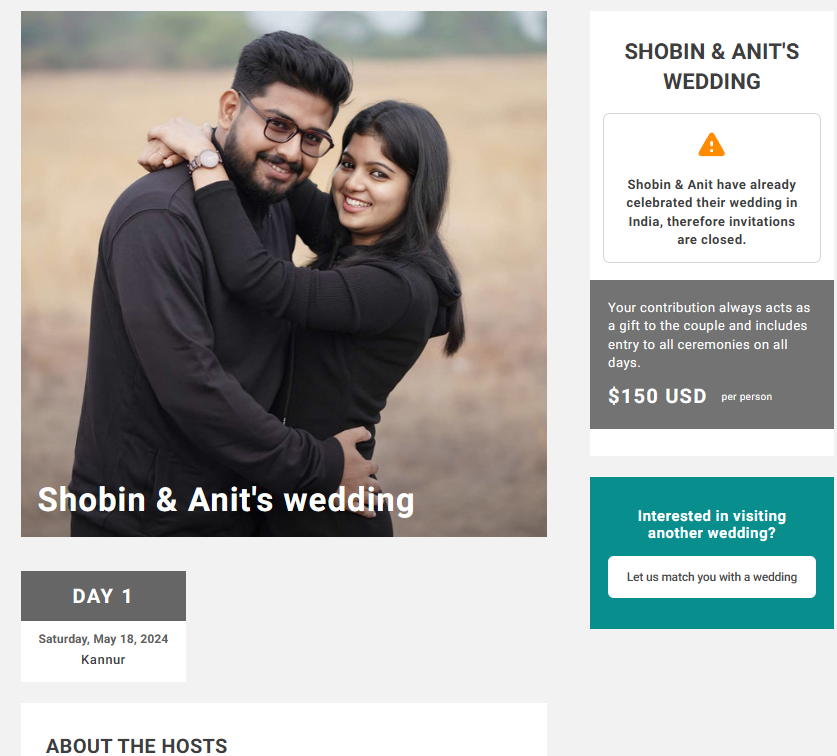 Shobin & Anit's wedding
DAY 1
Saturday, May 18, 2024
Kannur
ABOUT THE HOSTS
SHOBIN & ANIT'S
WEDDING
Shobin & Anit have already
celebrated their wedding in
India, therefore invitations
are closed.
Your contribution always acts as
a gift to the couple and includes
entry to all ceremonies on all
days.
$150 USD per person
Interested in visiting
another wedding?
Let us match you with a wedding